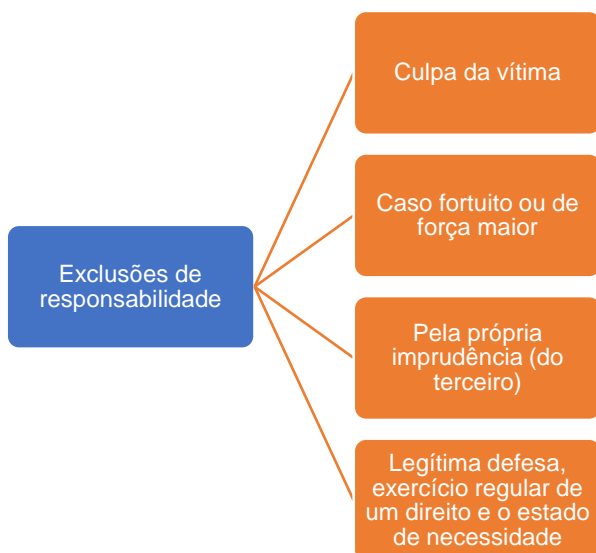 Culpa da vítima
Caso fortuito ou de
força maior
Exclusões de
responsabilidade
Pela própria
imprudência (do
terceiro)
Legítima defesa,
exercício regular de
um direito e o estado
de necessidade